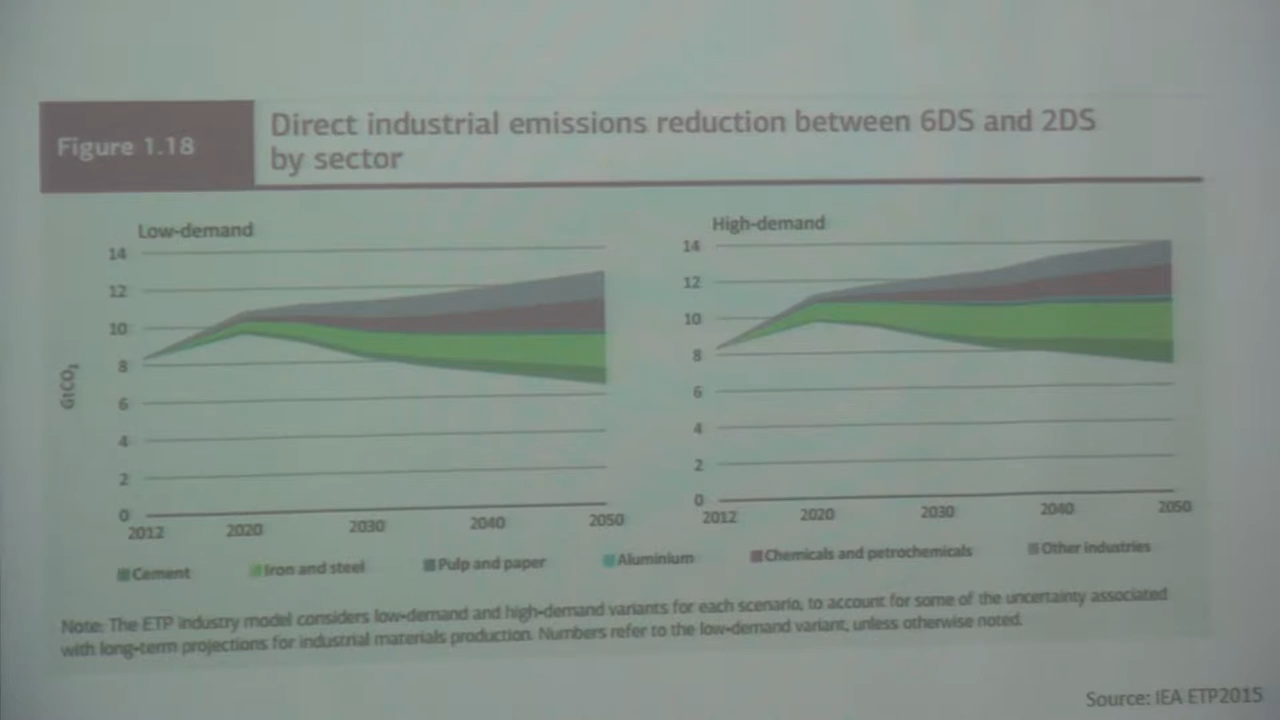 Figure 1.18
Direct industrial emissions reduction between 6DS and 2DS
by sector
Low-demand
14
12
10
8
6
4
2
0
GtCO₂
2012 2020 2030 2040 2050
High-demand
14
12
10
8
6
4
2
0
2012 2020 2030 2040 2050
Cement Iron and steel Pulp and paper Aluminium Chemicals and petrochemicals Other industries
Note: The ETP industry model considers low-demand and high-demand variants for each scenario, to account for some of the uncertainty associated
with long-term projections for industrial materials production. Numbers refer to the low-demand variant, unless otherwise noted.
Source: IEA ETP2015